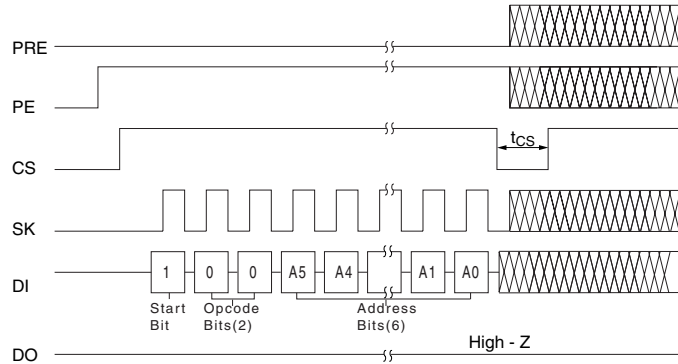 PRE
PE
tCS
CS
SK
DI
1 0 0 A5 A4 A1 A0
Start Bit
Opcode Bits(2)
Address Bits(6)
High - Z
DO